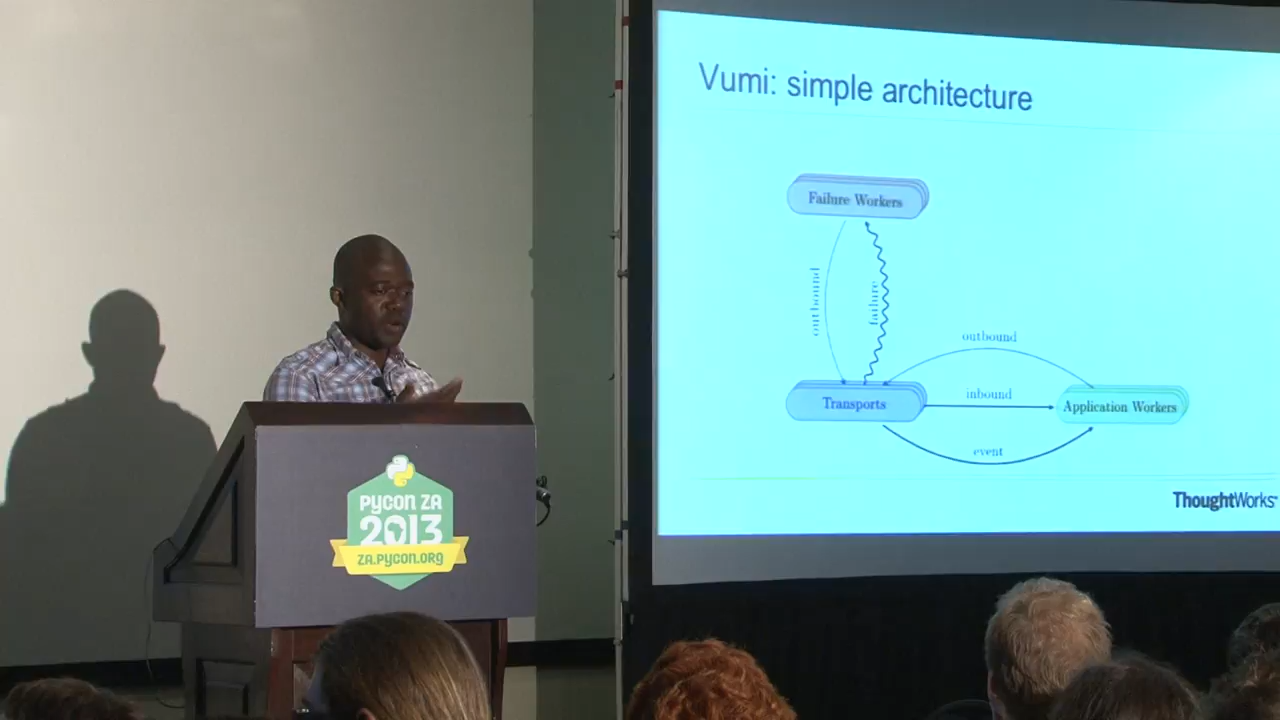 Vumi: simple architecture
Failure Workers
outbound
failure
outbound
Transports
inbound
Application Workers
event
ThoughtWorks
PYCON ZA
2013
ZA.PYCON.ORG